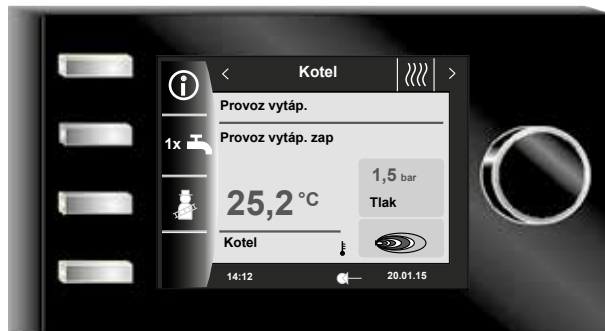 < Kotel >
Provoz vytáp.
1x
Provoz vytáp. zap
1,5 bar
25,2 °C
Tlak
Kotel
14:12
20.01.15